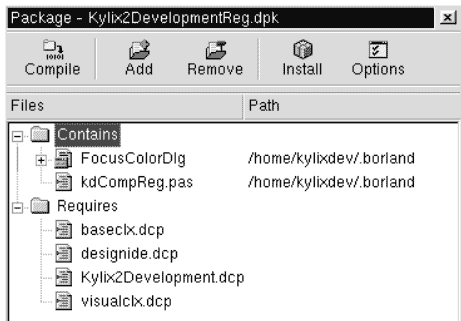 Package - Kylix2DevelopmentReg.dpk
Compile Add Remove Install Options
Files Path
Contains
FocusColorDlg /home/kylixdev/.borland
kdCompReg.pas /home/kylixdev/.borland
Requires
baseclx.dcp
designide.dcp
Kylix2Development.dcp
visualclx.dcp